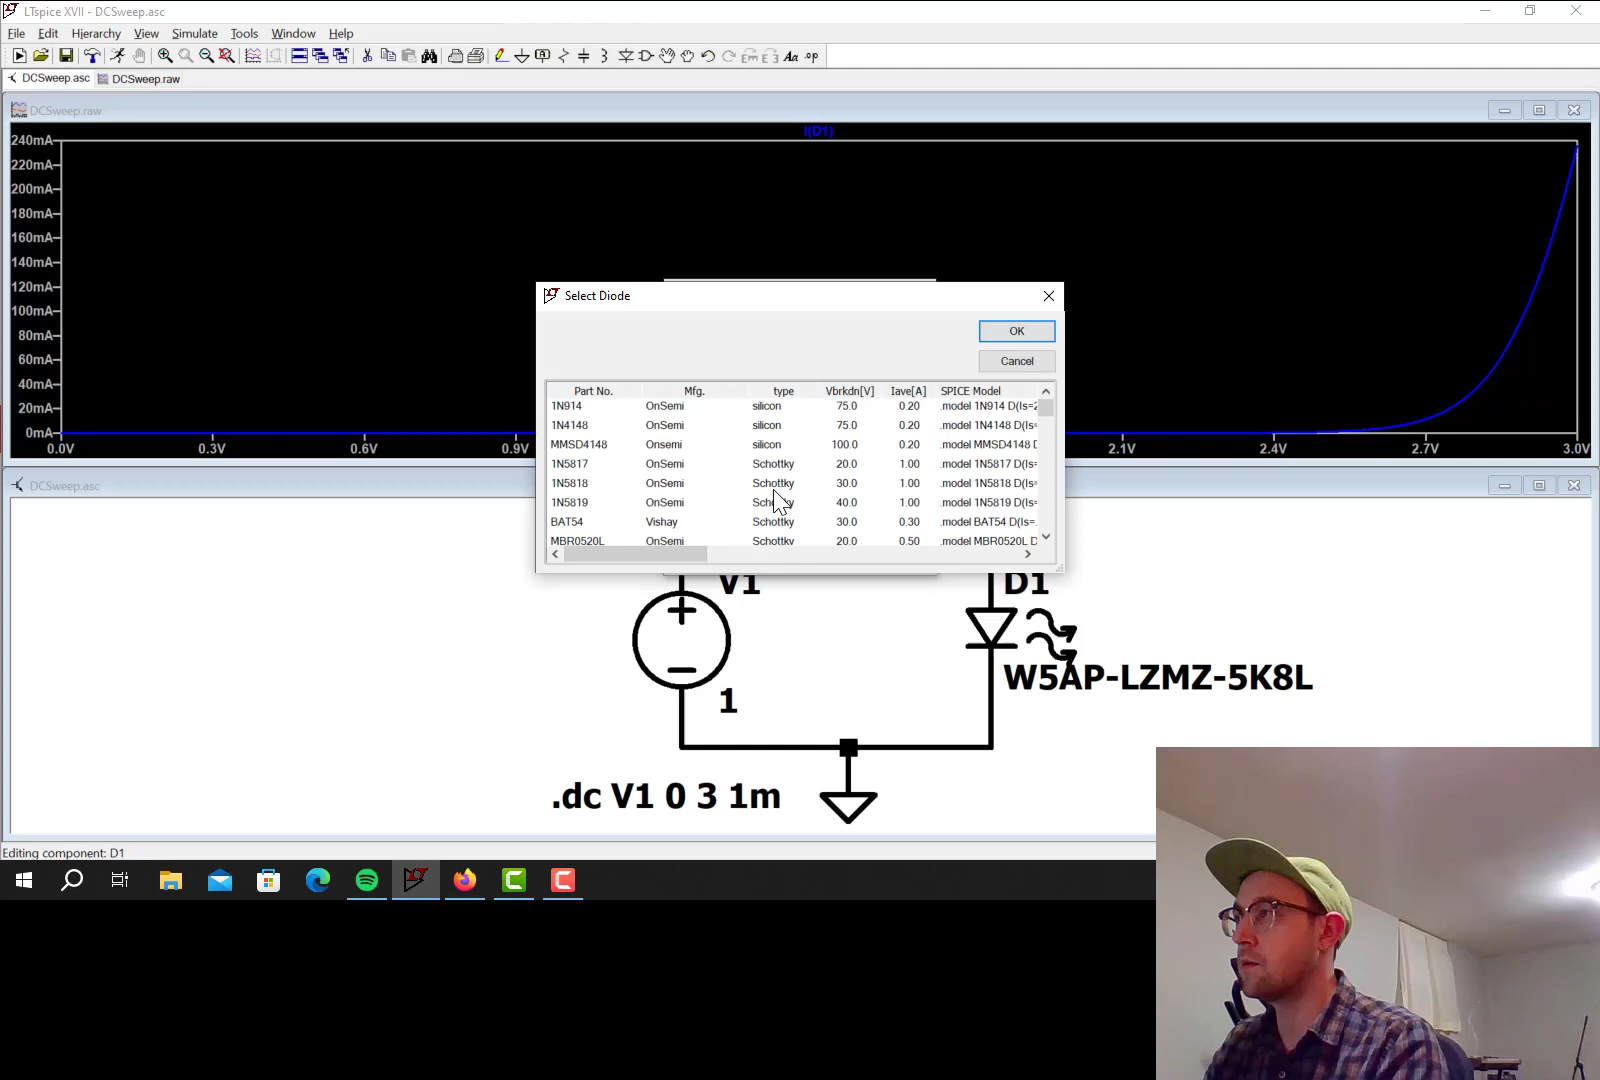 LTspice XVII - DCSweep.asc
File Edit Hierarchy View Simulate Tools Window Help
DCSweep.asc DCSweep.raw
DCSweep.raw
I(D1)
240mA
220mA
200mA
180mA
160mA
140mA
120mA
100mA
80mA
60mA
40mA
20mA
0mA
0.0V 0.3V 0.6V 0.9V 2.1V 2.4V 2.7V 3.0V
Select Diode
OK
Cancel
Part No. Mfg. type Vbrkdn[V] Iave[A] SPICE Model
1N914 OnSemi silicon 75.0 0.20 .model 1N914 D(Is=2
1N4148 OnSemi silicon 75.0 0.20 .model 1N4148 D(Is=
MMSD4148 Onsemi silicon 100.0 0.20 .model MMSD4148 D
1N5817 OnSemi Schottky 20.0 1.00 .model 1N5817 D(Is=
1N5818 OnSemi Schottky 30.0 1.00 .model 1N5818 D(Is=
1N5819 OnSemi Schottky 40.0 1.00 .model 1N5819 D(Is=
BAT54 Vishay Schottky 30.0 0.30 .model BAT54 D(Is=.
MBR0520L OnSemi Schottky 20.0 0.50 .model MBR0520L D
DCSweep.asc
V1
D1
W5AP-LZMZ-5K8L
1
.dc V1 0 3 1m
Editing component: D1